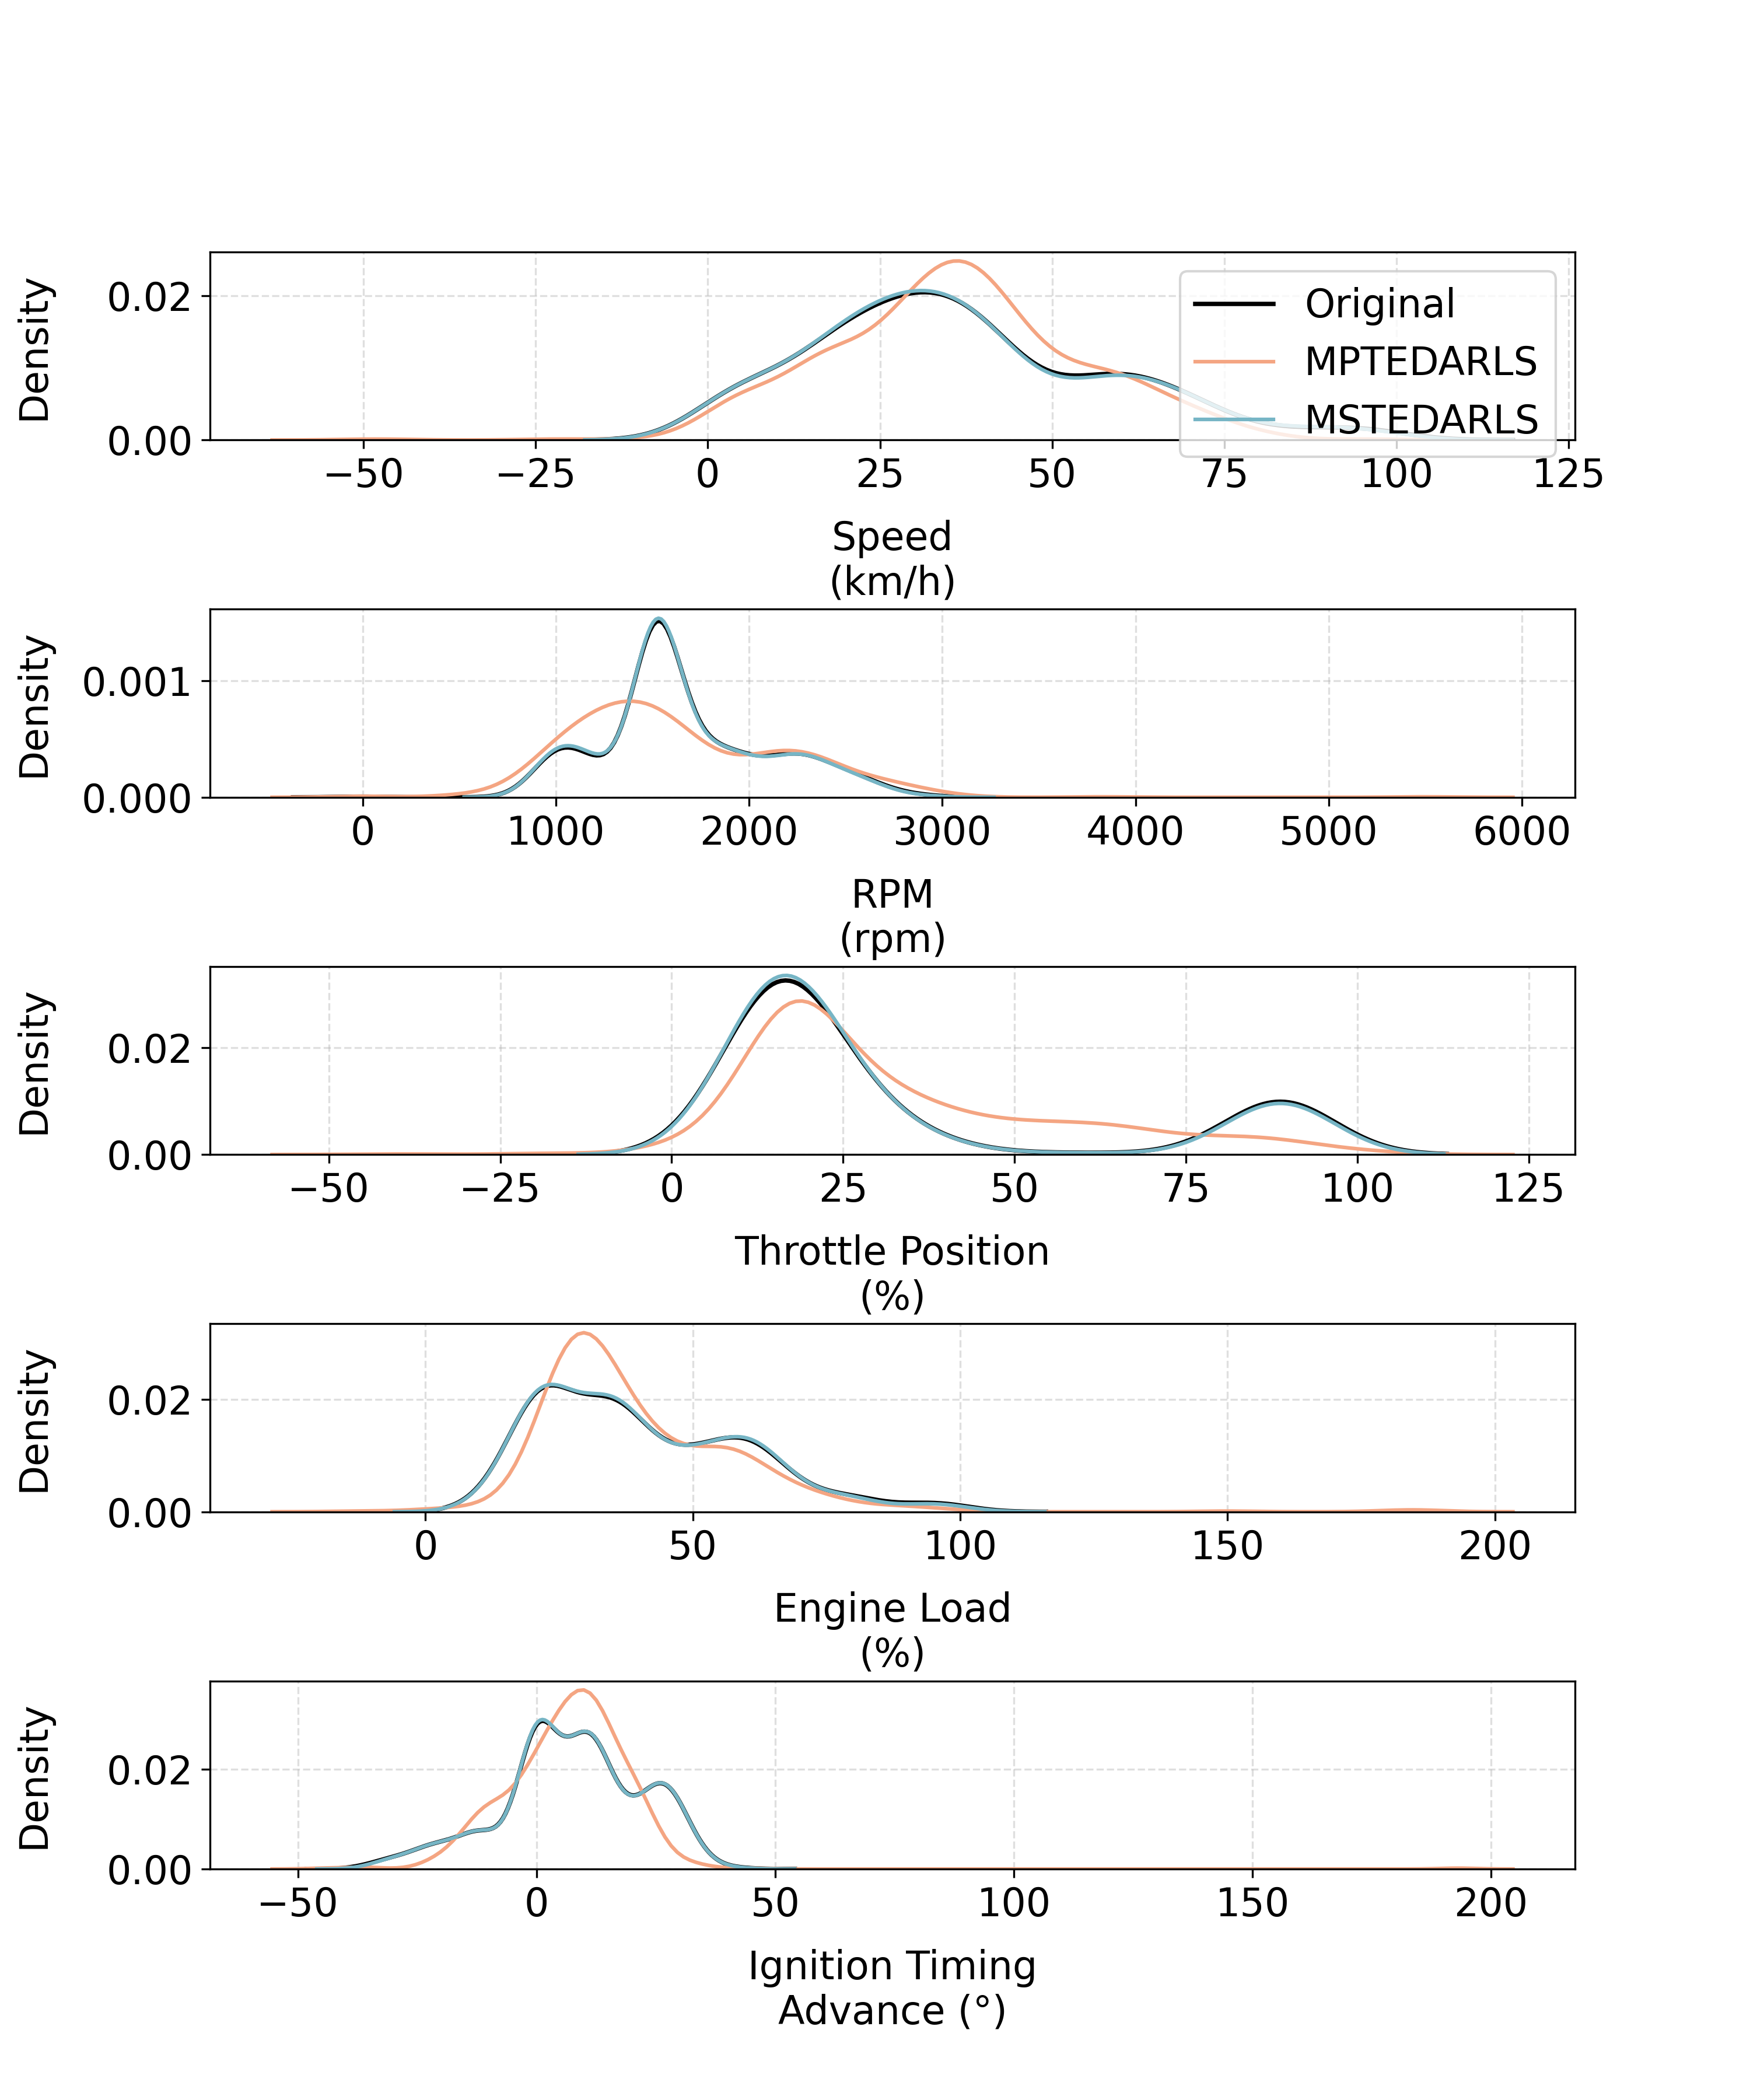 Density
0.02
0.00
Original
MPTEDARLS
MSTEDARLS
−50 −25 0 25 50 75 100 125
Speed
(km/h)
Density
0.001
0.000
0 1000 2000 3000 4000 5000 6000
RPM
(rpm)
Density
0.02
0.00
−50 −25 0 25 50 75 100 125
Throttle Position
(%)
Density
0.02
0.00
0 50 100 150 200
Engine Load
(%)
Density
0.02
0.00
−50 0 50 100 150 200
Ignition Timing
Advance (°)